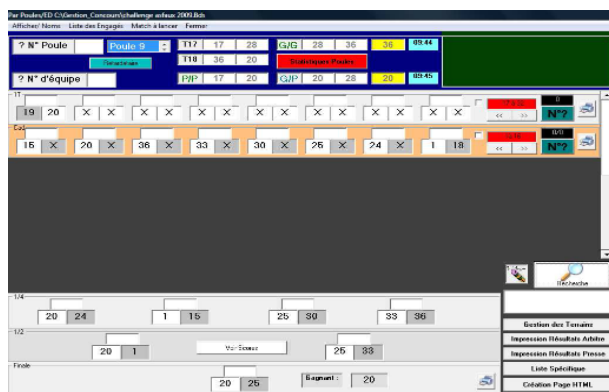 Par Poules/ED C:\Gestion_Concours\challenge anfaux 2009.Bds
Afficher/ Noms Liste des Engagés Match à lancer Fermer
? N° Poule Poule 9 T17 17 28 G/G 28 36 36 09:44
T18 36 20 Statistiques Poules
? N° d'équipe P/P 17 20 G/P 20 28 20 09:45
1T
19 20 X X X X X X X X X X X X X X << >> N°?
Cad
15 X 20 X 36 X 33 X 30 X 25 X 24 X 1 18 << >> N°?
Recherche
1/4
20 24 1 15 25 30 33 36
Gestion des Terrains
1/2
Impression Résultats Arbitre
20 1 Voir Scores 25 33
Impression Résultats Presse
Finale
Liste Spécifique
20 25 Gagnant : 20
Création Page HTML